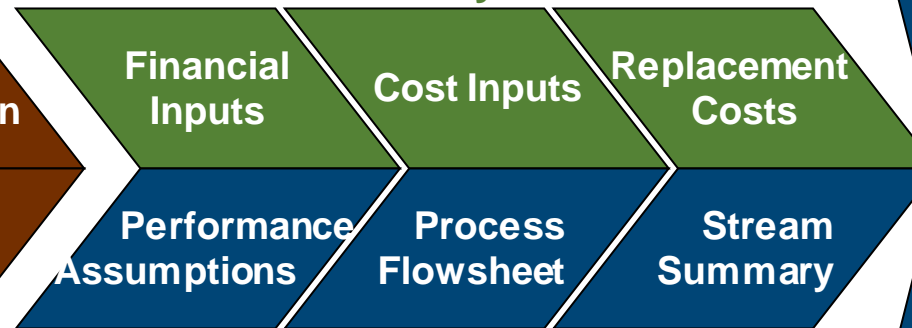 Financial
Inputs
Cost Inputs
Replacement
Costs
Performance
Assumptions
Process
Flowsheet
Stream
Summary